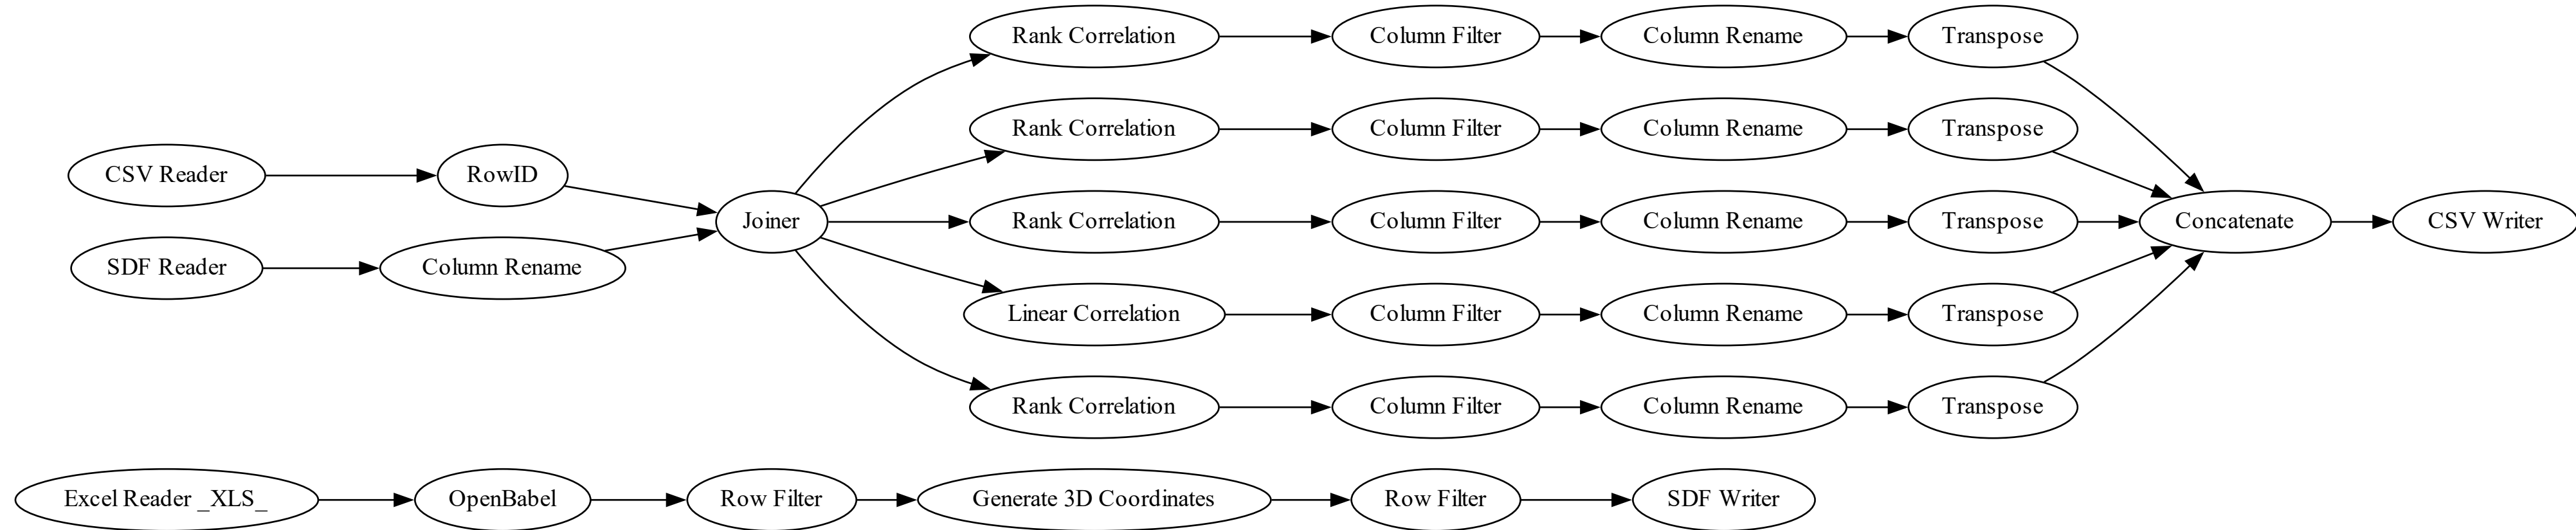 Rank Correlation Column Filter Column Rename Transpose
Rank Correlation Column Filter Column Rename Transpose
CSV Reader RowID
Joiner Rank Correlation Column Filter Column Rename Transpose Concatenate CSV Writer
SDF Reader Column Rename
Linear Correlation Column Filter Column Rename Transpose
Rank Correlation Column Filter Column Rename Transpose
Excel Reader _XLS_ OpenBabel Row Filter Generate 3D Coordinates Row Filter SDF Writer